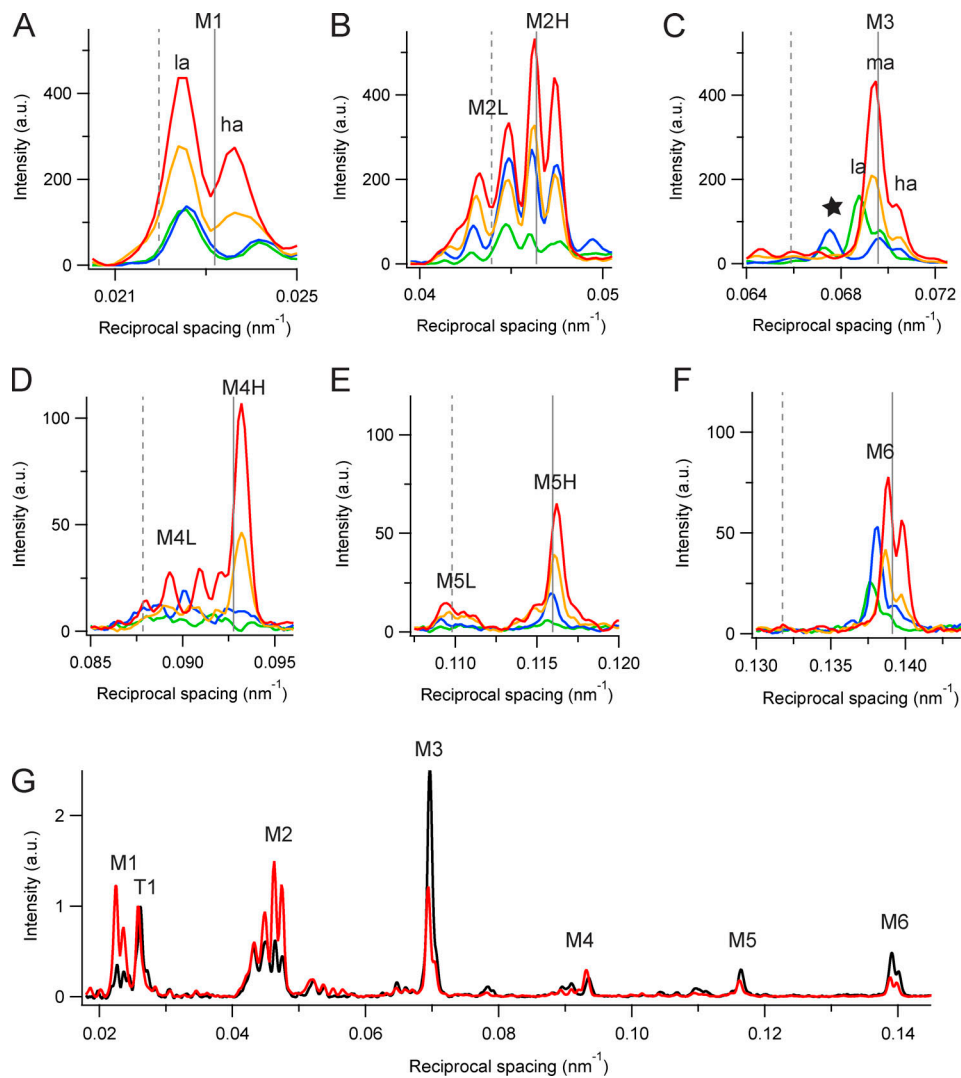 A
M1
la
ha
Intensity (a.u.)
400
200
0
0.021
0.025
Reciprocal spacing (nm⁻¹)
B
M2H
M2L
Intensity (a.u.)
400
200
0
0.04
0.05
Reciprocal spacing (nm⁻¹)
C
M3
ma
la
ha
Intensity (a.u.)
400
200
0
0.064
0.068
0.072
Reciprocal spacing (nm⁻¹)
D
M4H
M4L
Intensity (a.u.)
100
50
0
0.085
0.090
0.095
Reciprocal spacing (nm⁻¹)
E
M5H
M5L
Intensity (a.u.)
100
50
0
0.110
0.115
0.120
Reciprocal spacing (nm⁻¹)
F
M6
Intensity (a.u.)
100
50
0
0.130
0.135
0.140
Reciprocal spacing (nm⁻¹)
G
M1
T1
M2
M3
M4
M5
M6
Intensity (a.u.)
2
1
0
0.02
0.04
0.06
0.08
0.10
0.12
0.14
Reciprocal spacing (nm⁻¹)